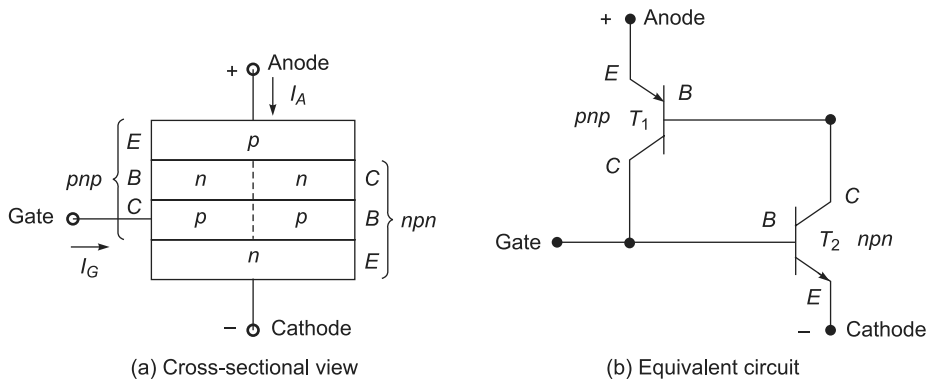 + Anode
I_A
E p
pnp B n n C
C p p B npn
Gate
I_G
n E
– Cathode
(a) Cross-sectional view
+ Anode
E
B
pnp T_1
C
C
B
Gate T_2 npn
E
– Cathode
(b) Equivalent circuit